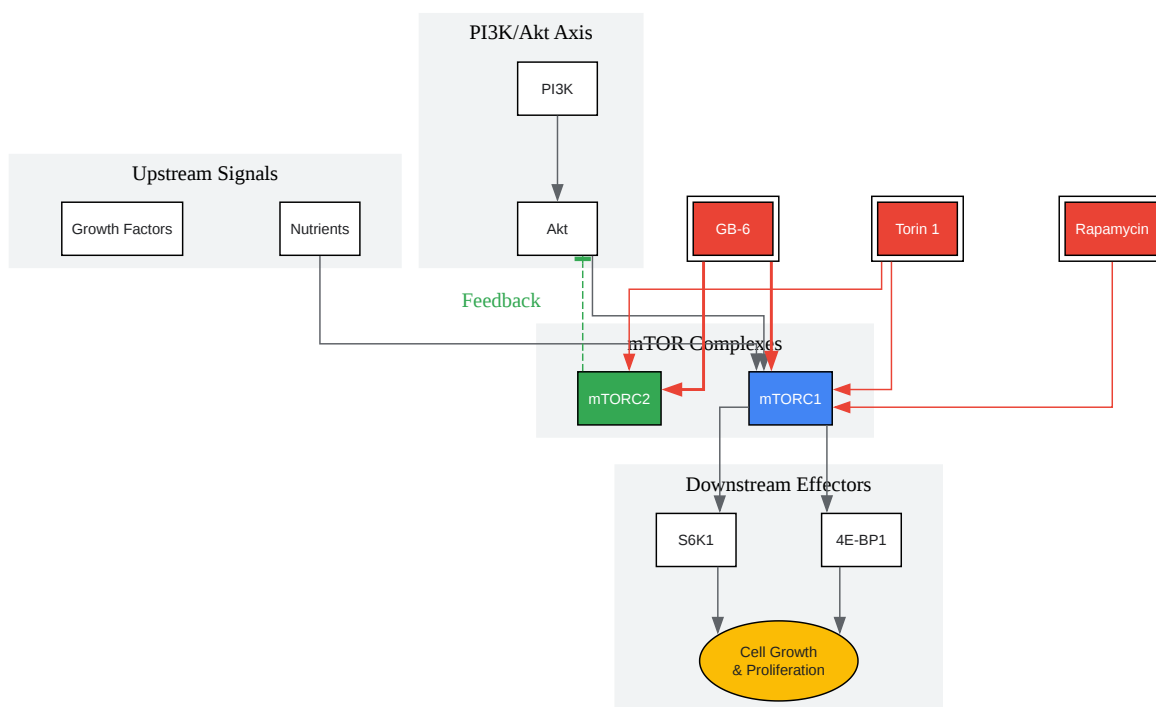 PI3K/Akt Axis
PI3K
Upstream Signals
Growth Factors
Nutrients
Akt
GB-6
Torin 1
Rapamycin
Feedback
mTOR Complexes
mTORC2
mTORC1
Downstream Effectors
S6K1
4E-BP1
Cell Growth
& Proliferation